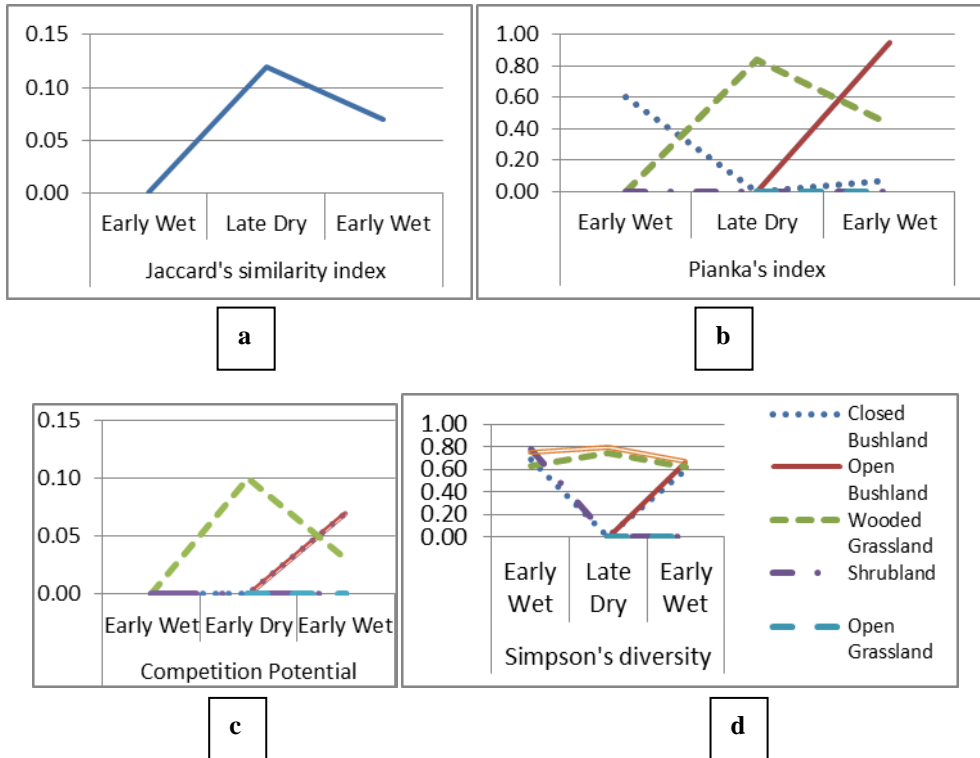 0.15
0.10
0.05
0.00
Early Wet Late Dry Early Wet
Jaccard's similarity index
a
1.00
0.80
0.60
0.40
0.20
0.00
Early Wet Late Dry Early Wet
Pianka's index
b
0.15
0.10
0.05
0.00
Early Wet Early Dry Early Wet
Competition Potential
c
1.00
0.80
0.60
0.40
0.20
0.00
Early Late Early
Wet Dry Wet
Simpson's diversity
Closed
Bushland
Open
Bushland
Wooded
Grassland
Shrubland
Open
Grassland
d